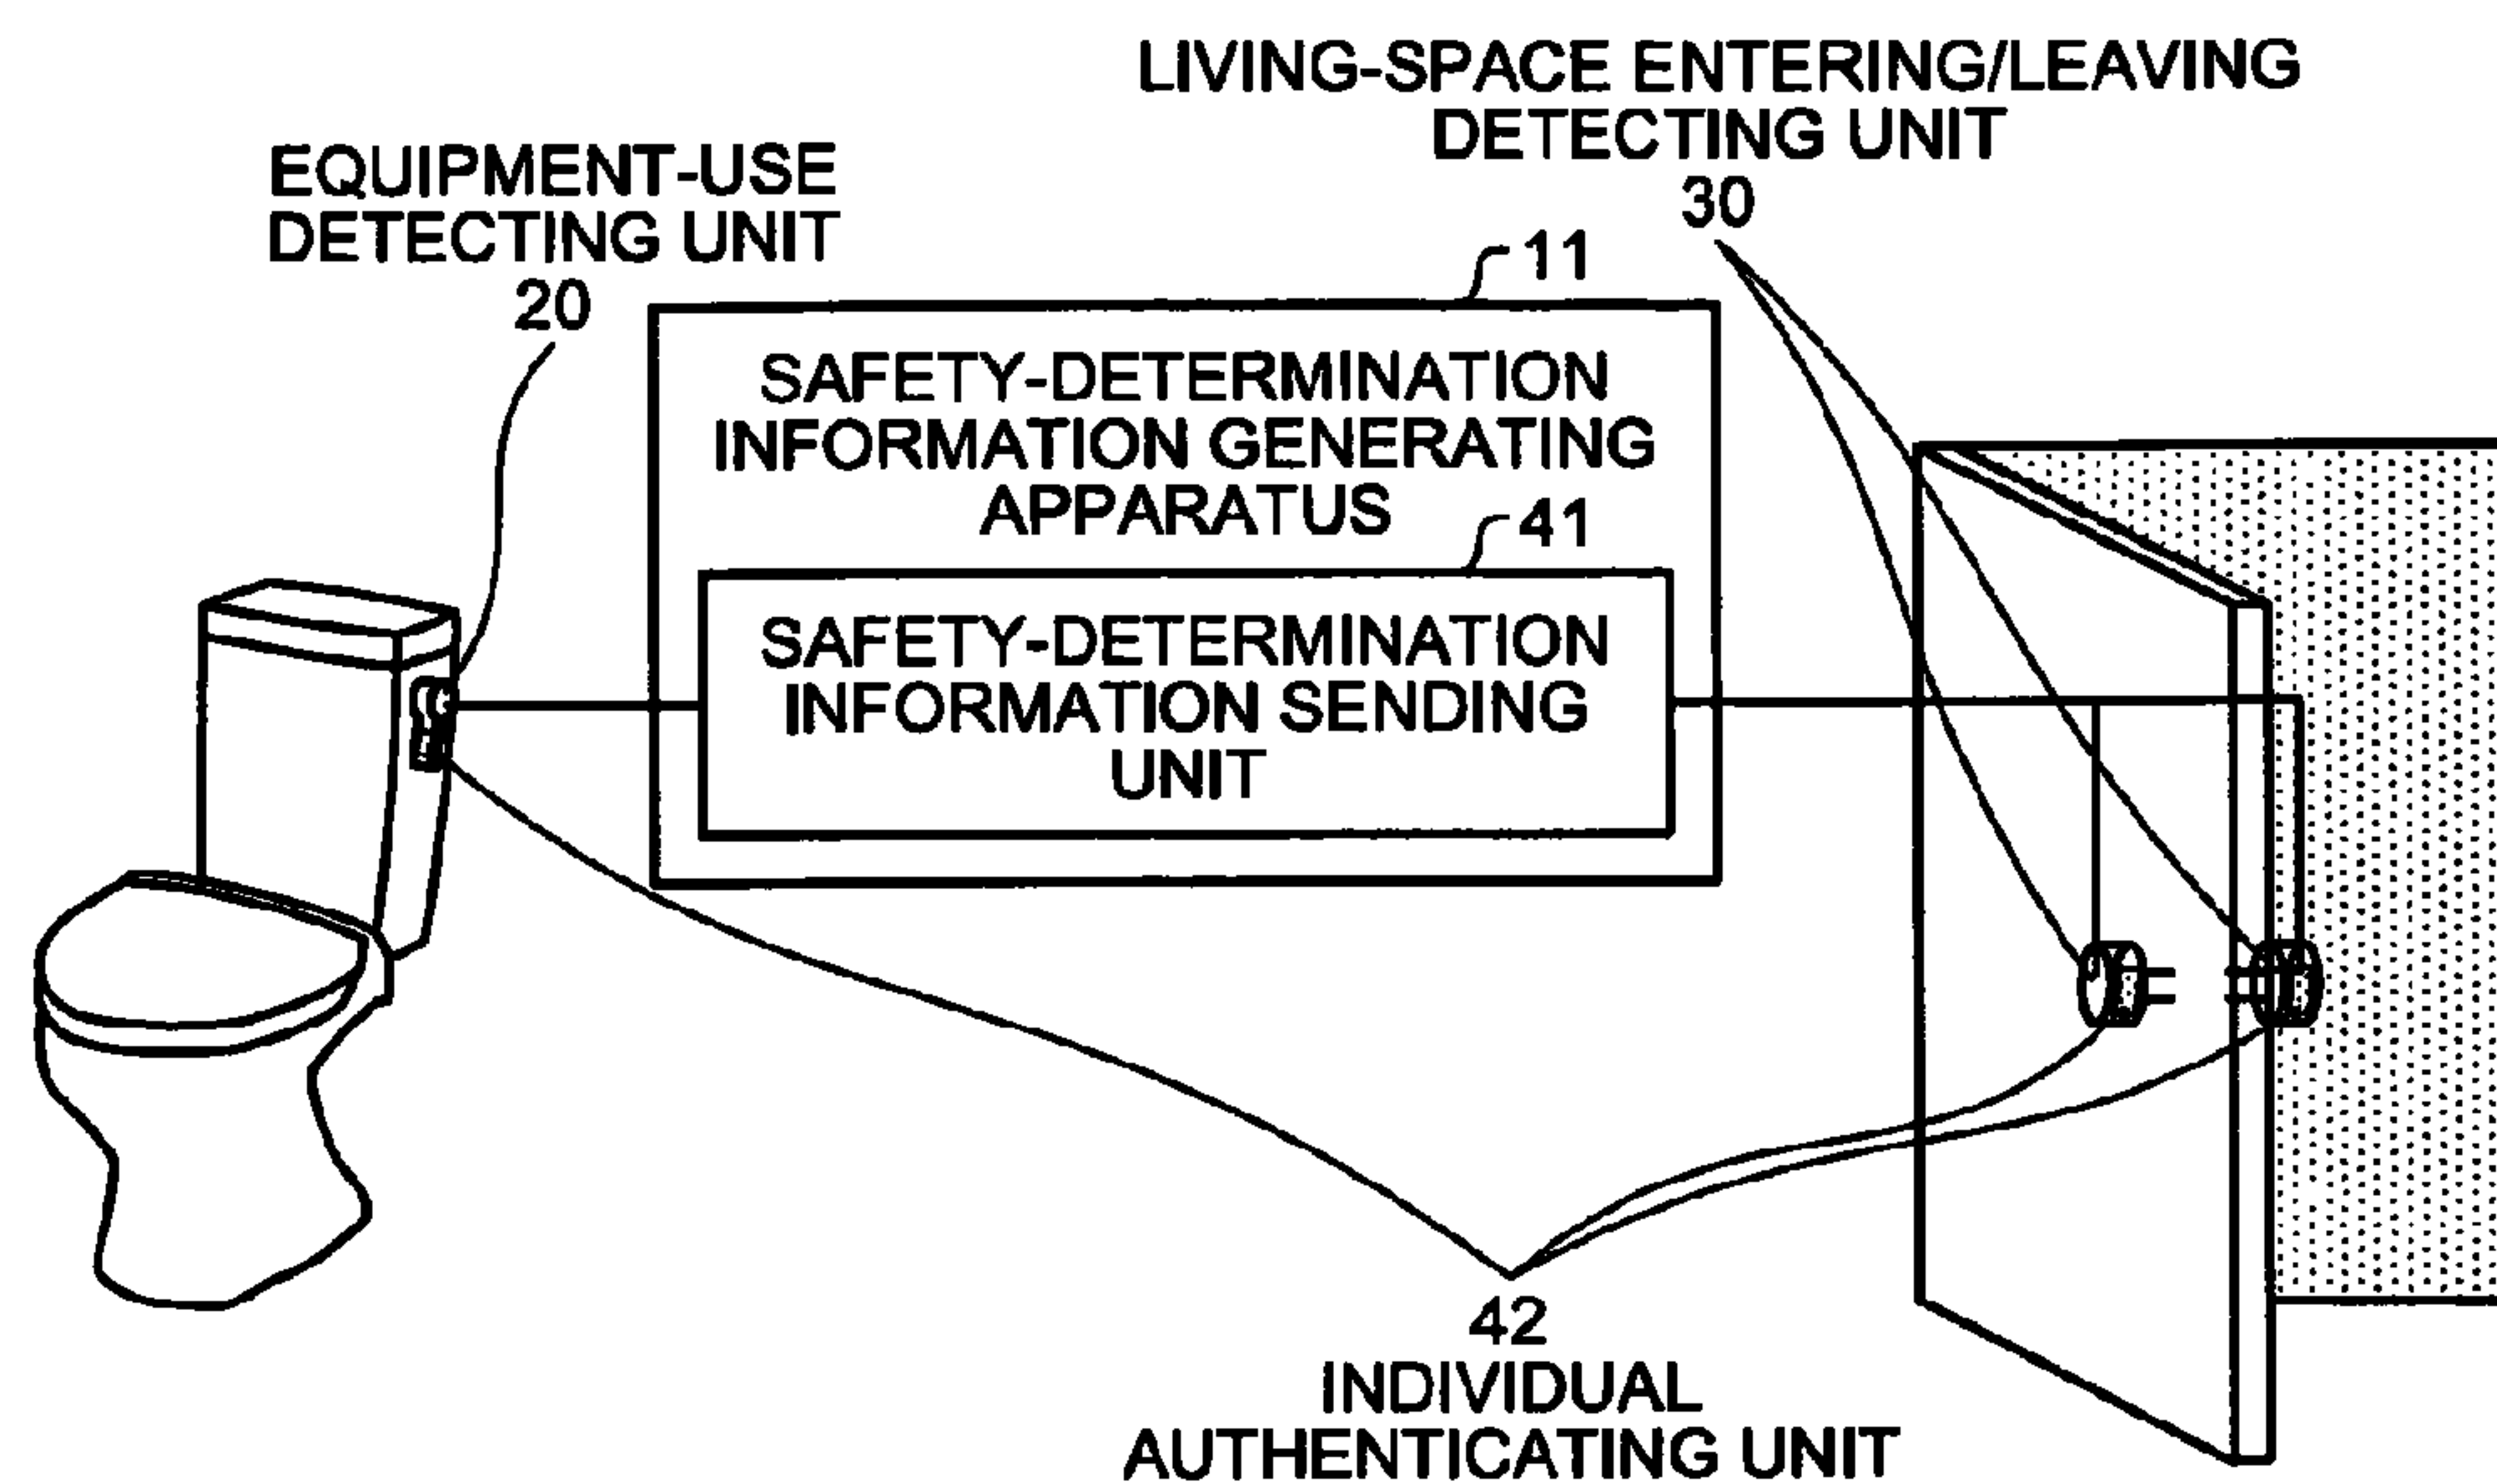 LIVING-SPACE ENTERING/LEAVING
DETECTING UNIT
30
EQUIPMENT-USE
DETECTING UNIT
20
11
SAFETY-DETERMINATION
INFORMATION GENERATING
APPARATUS
41
SAFETY-DETERMINATION
INFORMATION SENDING
UNIT
42
INDIVIDUAL
AUTHENTICATING UNIT